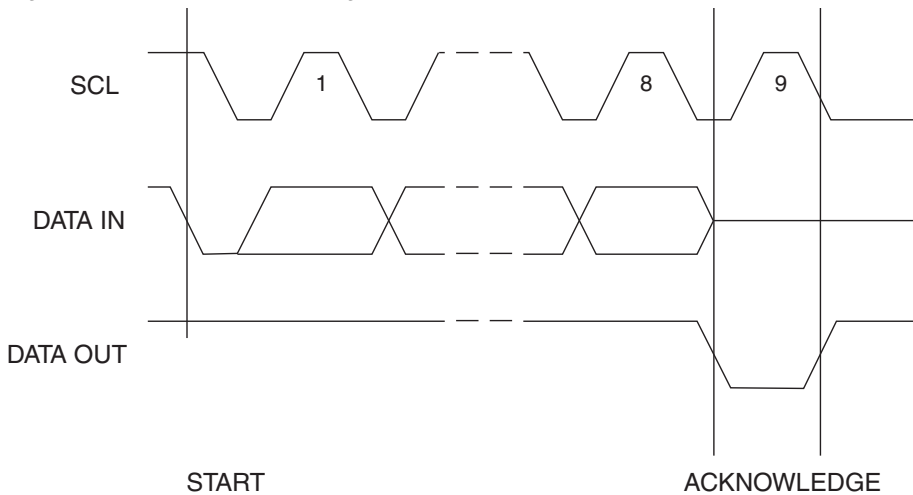 SCL
1
8
9
DATA IN
DATA OUT
START
ACKNOWLEDGE